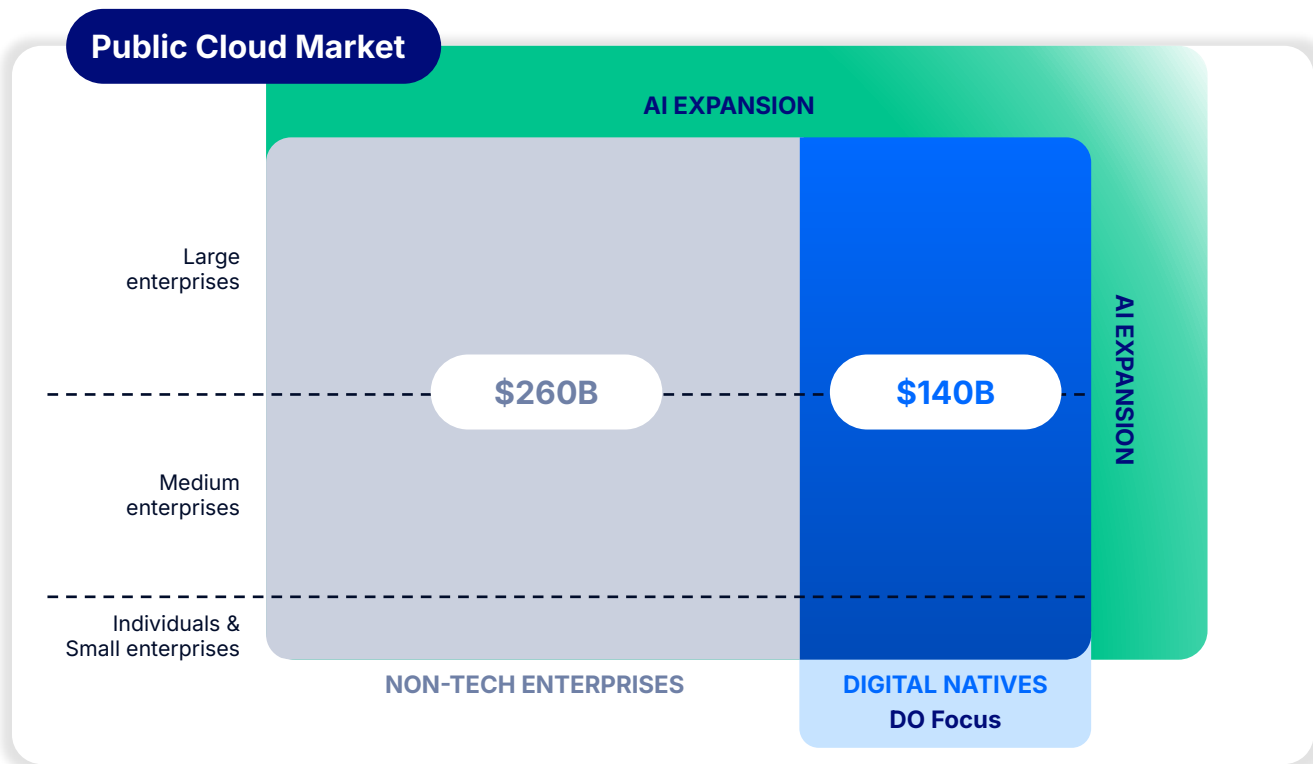 Public Cloud Market
AI EXPANSION
Large
enterprises
AI EXPANSION
$260B
$140B
Medium
enterprises
Individuals &
Small enterprises
NON-TECH ENTERPRISES
DIGITAL NATIVES
DO Focus